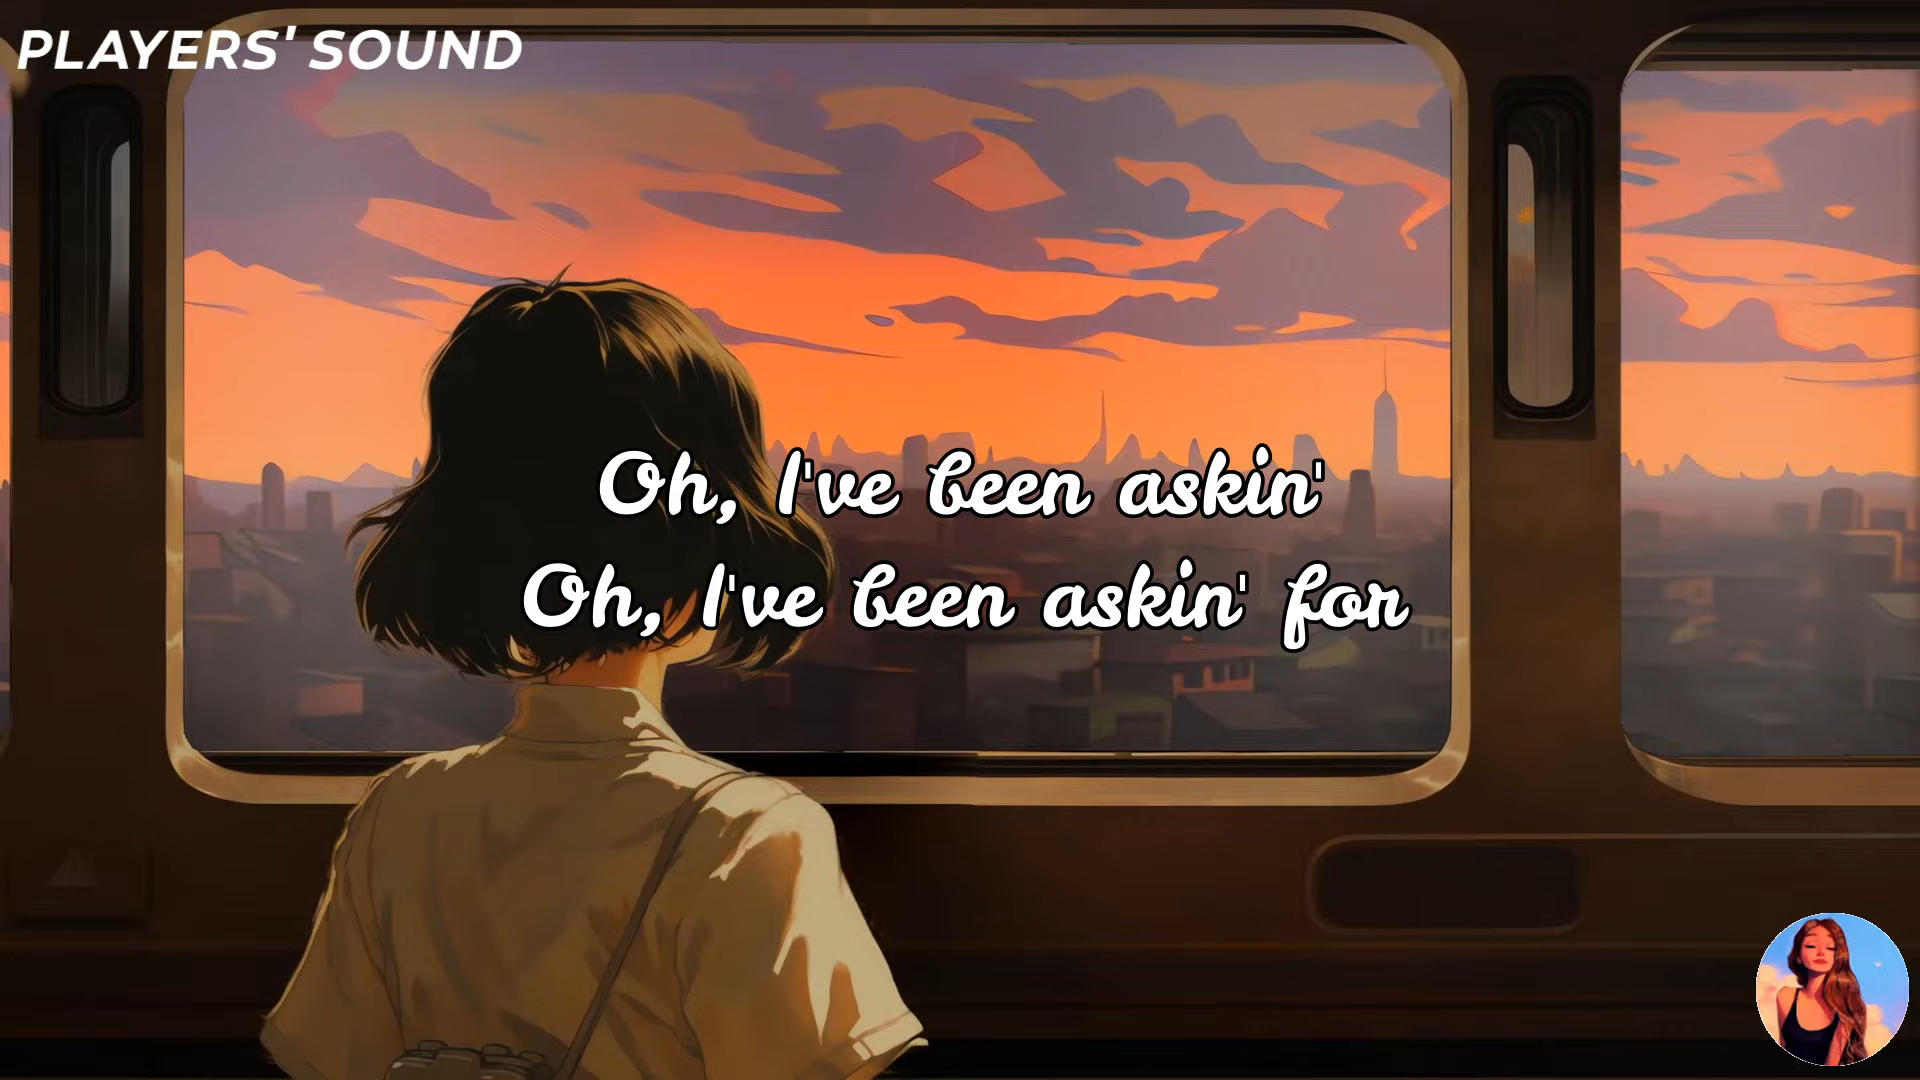 PLAYERS' SOUND
Oh, I've been askin'
Oh, I've been askin' for